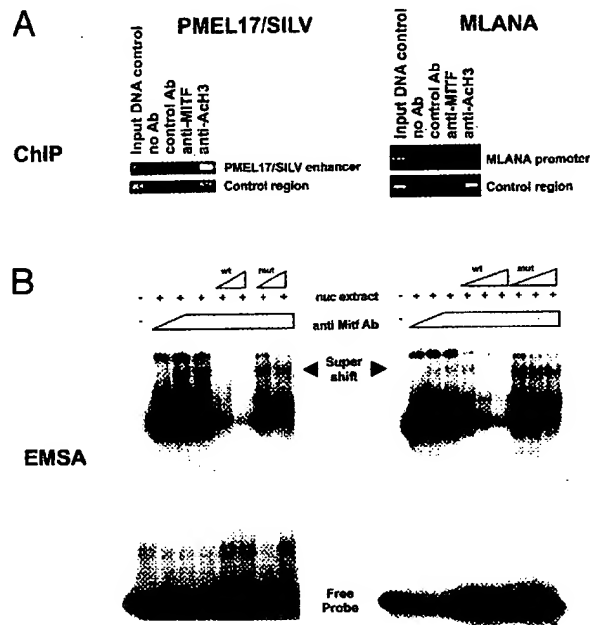 A
PMEL17/SILV
MLANA
Input DNA control
no Ab
control Ab
anti-MITF
anti-AcH3
Input DNA control
no Ab
control Ab
anti-MITF
anti-AcH3
ChIP
PMEL17/SILV enhancer
Control region
MLANA promoter
Control region
B
wt
mut
wt
mut
- + + + + + + + nuc extract - + + + + + + + +
- anti Mitf Ab -
Super
shift
EMSA
Free
Probe